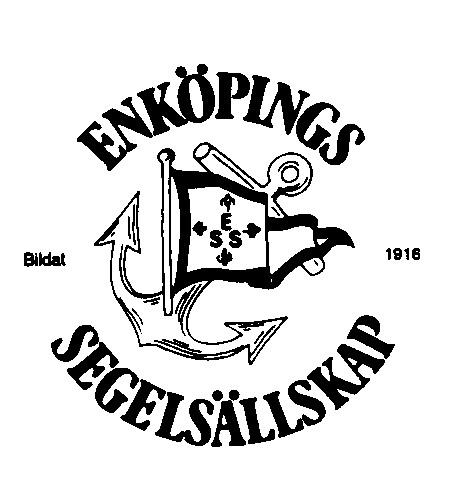 ENKÖPINGS
E
S S
Bildat 1916
SEGELSÄLLSKAP